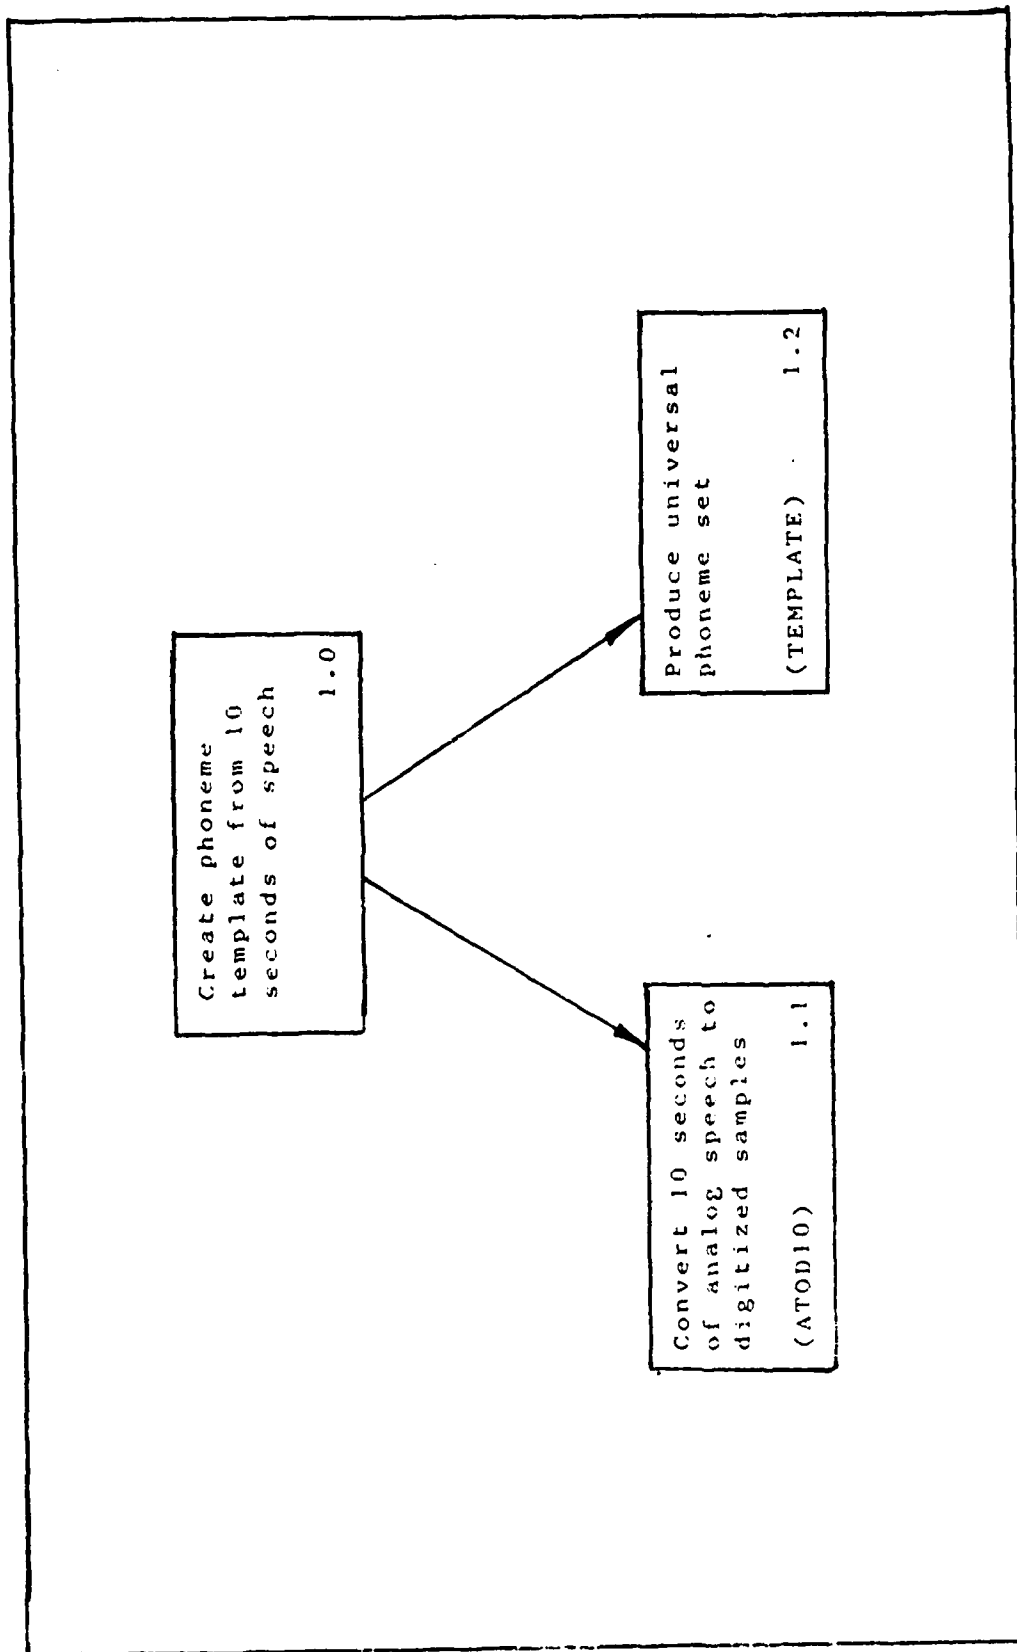 Create phoneme
template from 10
seconds of speech
1.0
Convert 10 seconds
of analog speech to
digitized samples
(ATOD10) 1.1
Produce universal
phoneme set
(TEMPLATE) 1.2